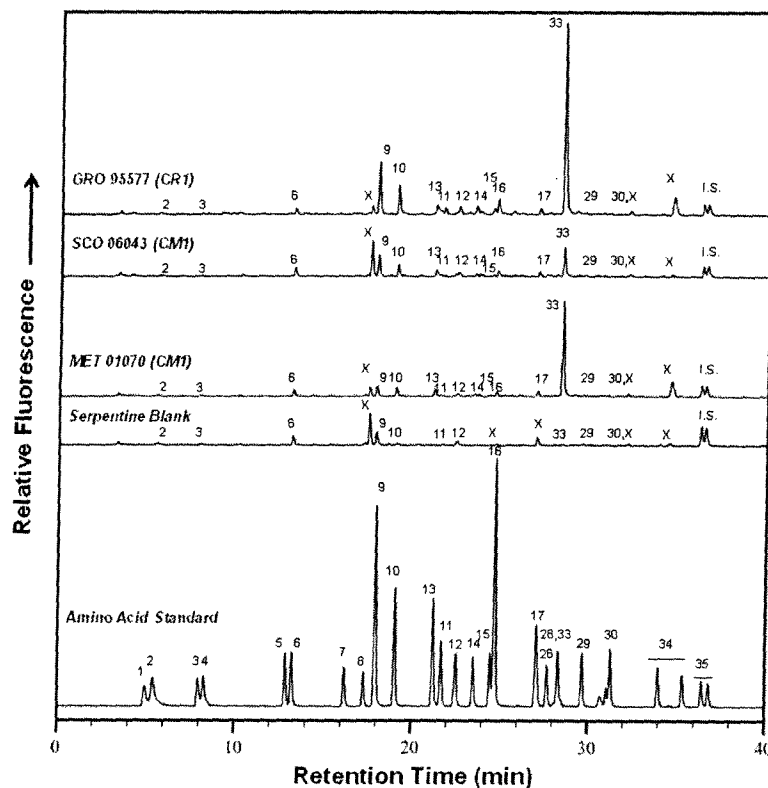 33
9
10
GRO 95577 (CR1)
2 3 6 X 13 11 12 14 15 16 17 29 30,X X I.S.
SCO 06043 (CM1)
X 9
2 3 6 10 13 11 12 14 15 16 17 33 29 30,X X I.S.
33
MET 01070 (CM1)
2 3 6 X 9 10 13 11 12 14 15 16 17 29 30,X X I.S.
Serpentine Blank
X
2 3 6 9 10 11 12 X X 33 29 30,X X I.S.
16
9
10
Amino Acid Standard
1 2 3 4 5 6 7 8 13 11 12 14 15 17 26 28,33 29 30 34 35
0 10 20 30 40
Retention Time (min)
Relative Fluorescence